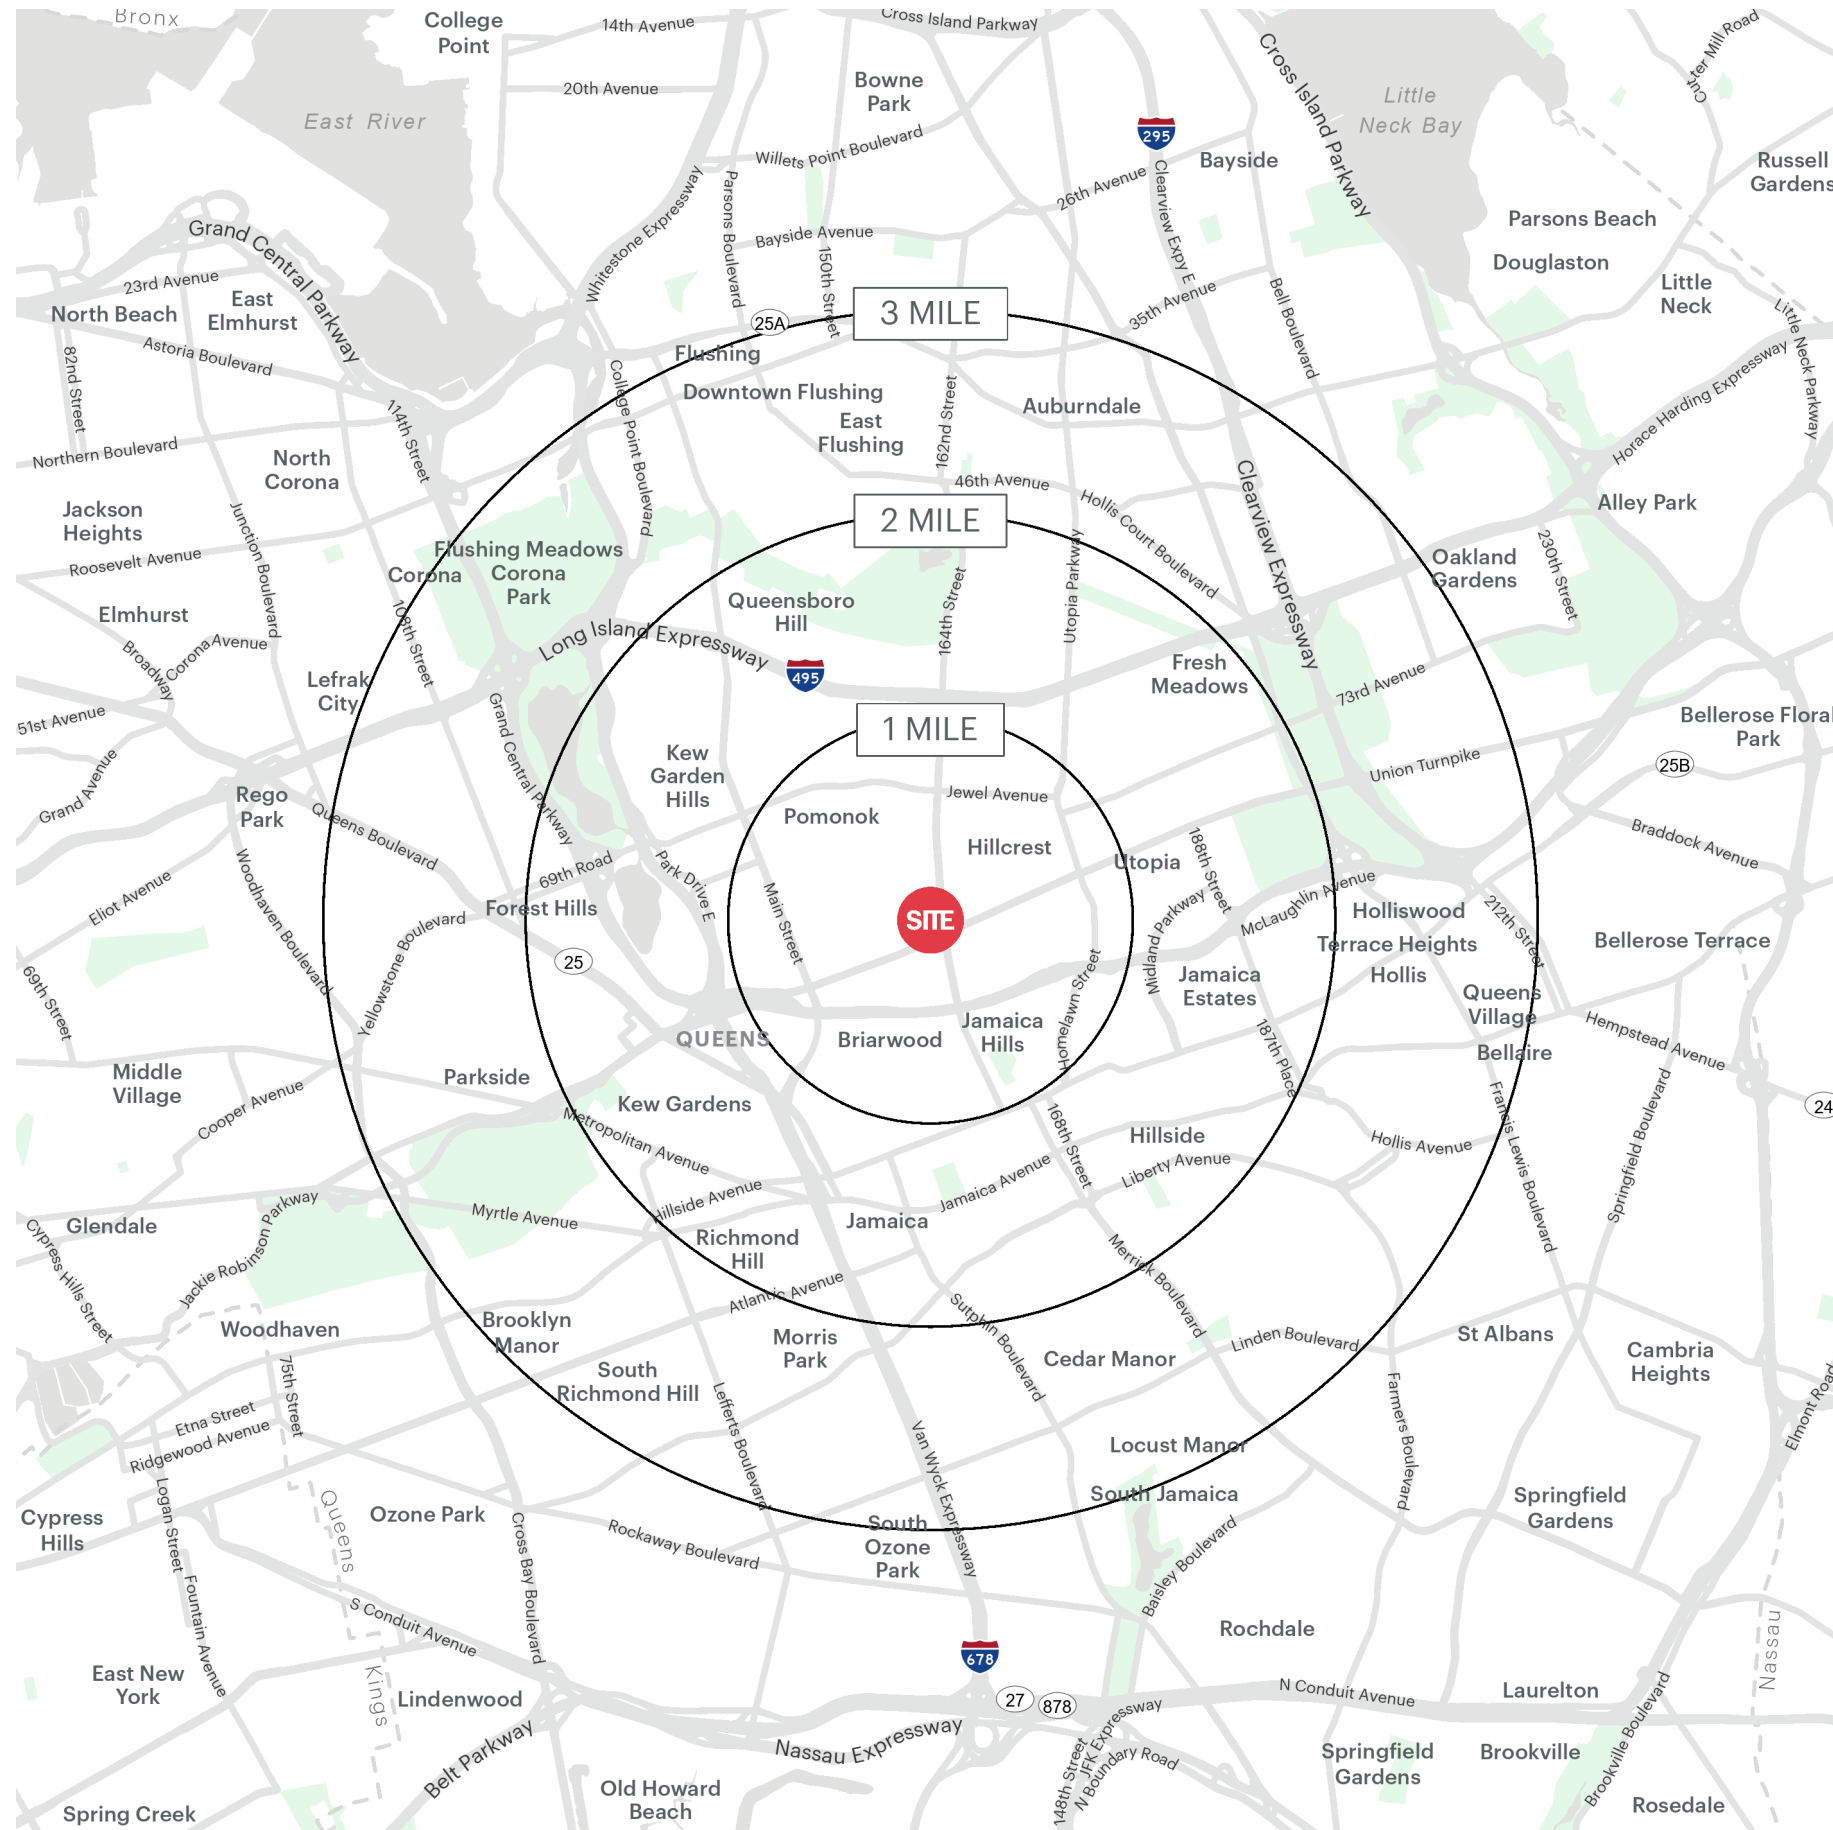 Bronx
College
Point
14th Avenue
Cross Island Parkway
20th Avenue
Bowne
Park
East River
Willets Point Boulevard
Cross Island Parkway
Little
Neck Bay
Cutter Mill Road
295
Bayside
Russell
Gardens
26th Avenue
Clearview Expy E
Parsons Boulevard
Whitestone Expressway
Bayside Avenue
150th Street
Parsons Beach
Douglaston
Little
Neck
Grand Central Parkway
23rd Avenue
North Beach
East
Elmhurst
Astoria Boulevard
82nd Street
25A
3 MILE
35th Avenue
Bell Boulevard
Little Neck Parkway
Horace Harding Expressway
Flushing
Downtown Flushing
East
Flushing
College Point Boulevard
162nd Street
Auburndale
114th Street
Northern Boulevard
North
Corona
46th Avenue
Hollis Court Boulevard
Clearview Expressway
Alley Park
Jackson
Heights
Junction Boulevard
Roosevelt Avenue
2 MILE
Flushing Meadows
Corona
Park
Corona
108th Street
Oakland
Gardens
230th Street
Elmhurst
Broadway
Corona Avenue
Queensboro
Hill
164th Street
Utopia Parkway
Long Island Expressway
495
Fresh
Meadows
73rd Avenue
Lefrak
City
51st Avenue
Grand Central Parkway
1 MILE
Bellerose Floral
Park
25B
Union Turnpike
Grand Avenue
Kew
Garden
Hills
Pomonok
Jewel Avenue
Hillcrest
Utopia
188th Street
Braddock Avenue
Rego
Park
Queens Boulevard
69th Road
Park Drive E
Main Street
Eliot Avenue
Woodhaven Boulevard
Yellowstone Boulevard
Forest Hills
25
SITE
Midland Parkway
McLaughlin Avenue
Holliswood
Terrace Heights
Hollis
212th Street
Bellerose Terrace
Jamaica
Estates
Queens
Village
69th Street
QUEENS
Briarwood
Jamaica
Hills
Homelawn Street
187th Place
Bellaire
Hempstead Avenue
24
Middle
Village
Cooper Avenue
Parkside
Kew Gardens
Metropolitan Avenue
168th Street
Hillside
Liberty Avenue
Hollis Avenue
Francis Lewis Boulevard
Springfield Boulevard
Glendale
Cypress Hills Street
Jackie Robinson Parkway
Myrtle Avenue
Hillside Avenue
Jamaica Avenue
Jamaica
Richmond
Hill
Atlantic Avenue
Merrick Boulevard
Sutphin Boulevard
Woodhaven
Brooklyn
Manor
South
Richmond Hill
Morris
Park
Cedar Manor
Linden Boulevard
St Albans
Cambria
Heights
75th Street
Etna Street
Ridgewood Avenue
Lefferts Boulevard
Van Wyck Expressway
Farmers Boulevard
Elmont Road
Locust Manor
South Jamaica
Cypress
Hills
Logan Street
Queens
Ozone Park
Cross Bay Boulevard
Rockaway Boulevard
South
Ozone
Park
Baisley Boulevard
Springfield
Gardens
Fountain Avenue
S Conduit Avenue
Rochdale
Nassau
East New
York
Kings
Lindenwood
678
27
878
N Conduit Avenue
Laurelton
Belt Parkway
Nassau Expressway
148th Street
JFK Expressway
N Boundary Road
Springfield
Gardens
Brookville
Brookville Boulevard
Spring Creek
Old Howard
Beach
Rosedale